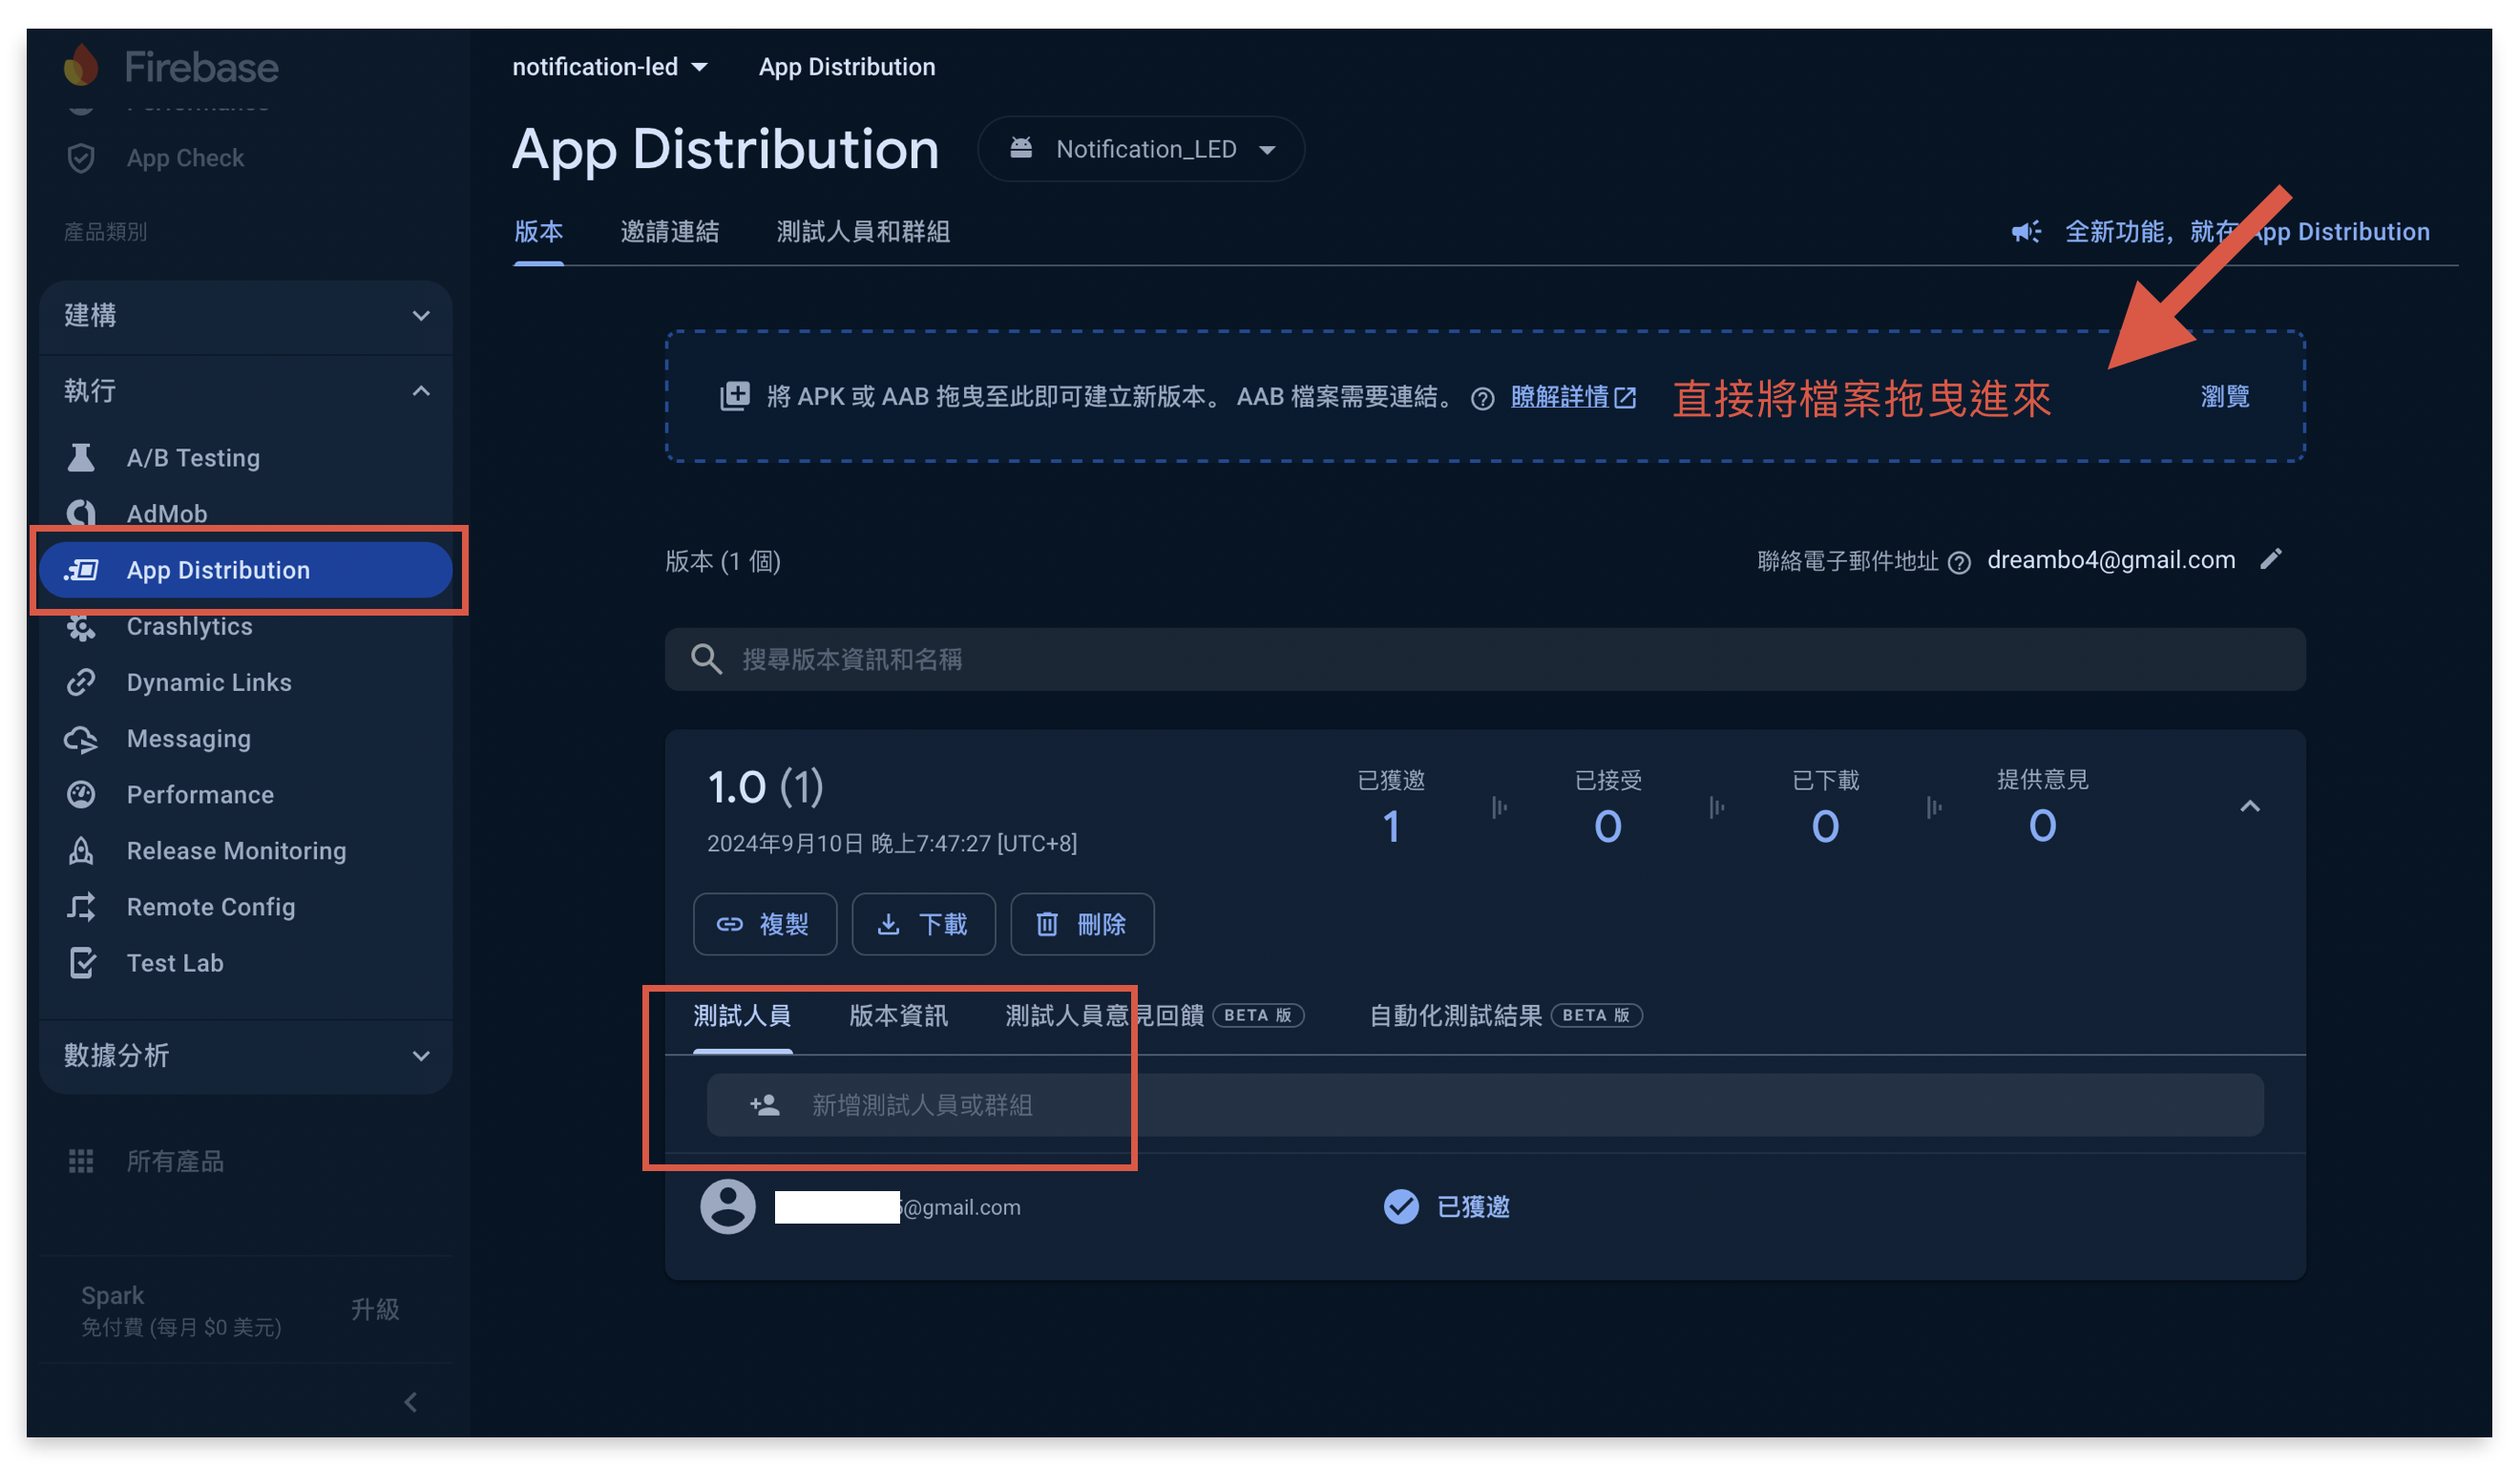 Firebase
App Check
產品類別
建構
執行
A/B Testing
AdMob
App Distribution
Crashlytics
Dynamic Links
Messaging
Performance
Release Monitoring
Remote Config
Test Lab
數據分析
所有產品
Spark
免付費 (每月 $0 美元)
升級
notification-led App Distribution
App Distribution Notification_LED
版本 邀請連結 測試人員和群組
全新功能，就在 App Distribution
將 APK 或 AAB 拖曳至此即可建立新版本。 AAB 檔案需要連結。 瞭解詳情 直接將檔案拖曳進來 瀏覽
版本 (1 個) 聯絡電子郵件地址 dreambo4@gmail.com
搜尋版本資訊和名稱
1.0 (1)
2024年9月10日 晚上7:47:27 [UTC+8]
已獲邀 已接受 已下載 提供意見
1 0 0 0
複製 下載 刪除
測試人員 版本資訊 測試人員意見回饋 BETA 版 自動化測試結果 BETA 版
新增測試人員或群組
@gmail.com 已獲邀